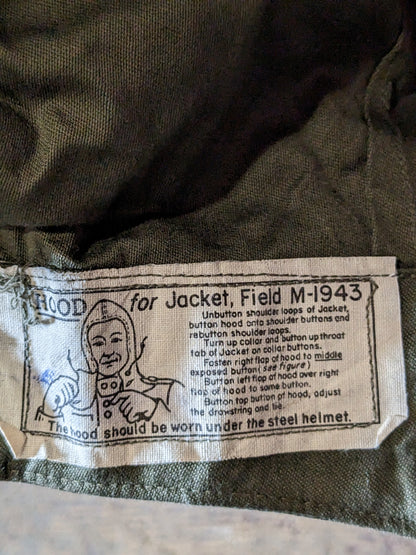 HOOD for Jacket, Field M-1943
Unbutton shoulder loops of Jacket,
button hood onto shoulder buttons and
rebutton shoulder loops.
Turn up collar and button up throat
tab of Jacket on collar buttons.
Fasten right flap of hood to middle
exposed button (see figure)
Button left flap of hood over right
flap of hood to same button.
Button top button of hood, adjust
the drawstring and tie.
The hood should be worn under the steel helmet.